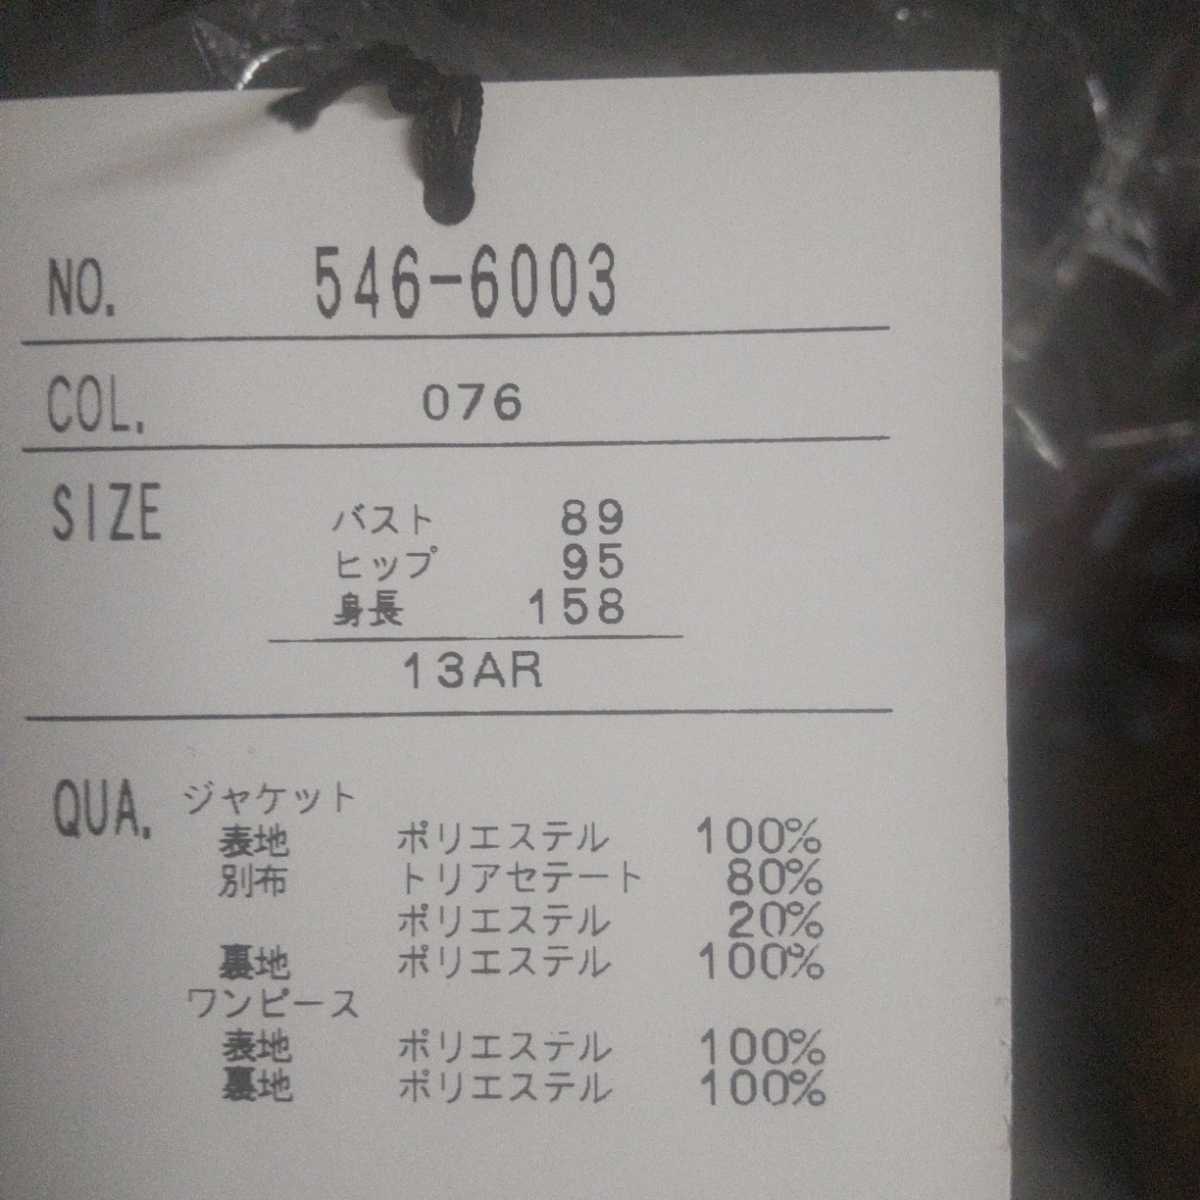 NO. 546-6003
COL. 076
SIZE バスト 89
ヒップ 95
身長 158
13AR
QUA. ジャケット
表地 ポリエステル 100%
別布 トリアセテート 80%
ポリエステル 20%
裏地 ポリエステル 100%
ワンピース
表地 ポリエステル 100%
裏地 ポリエステル 100%